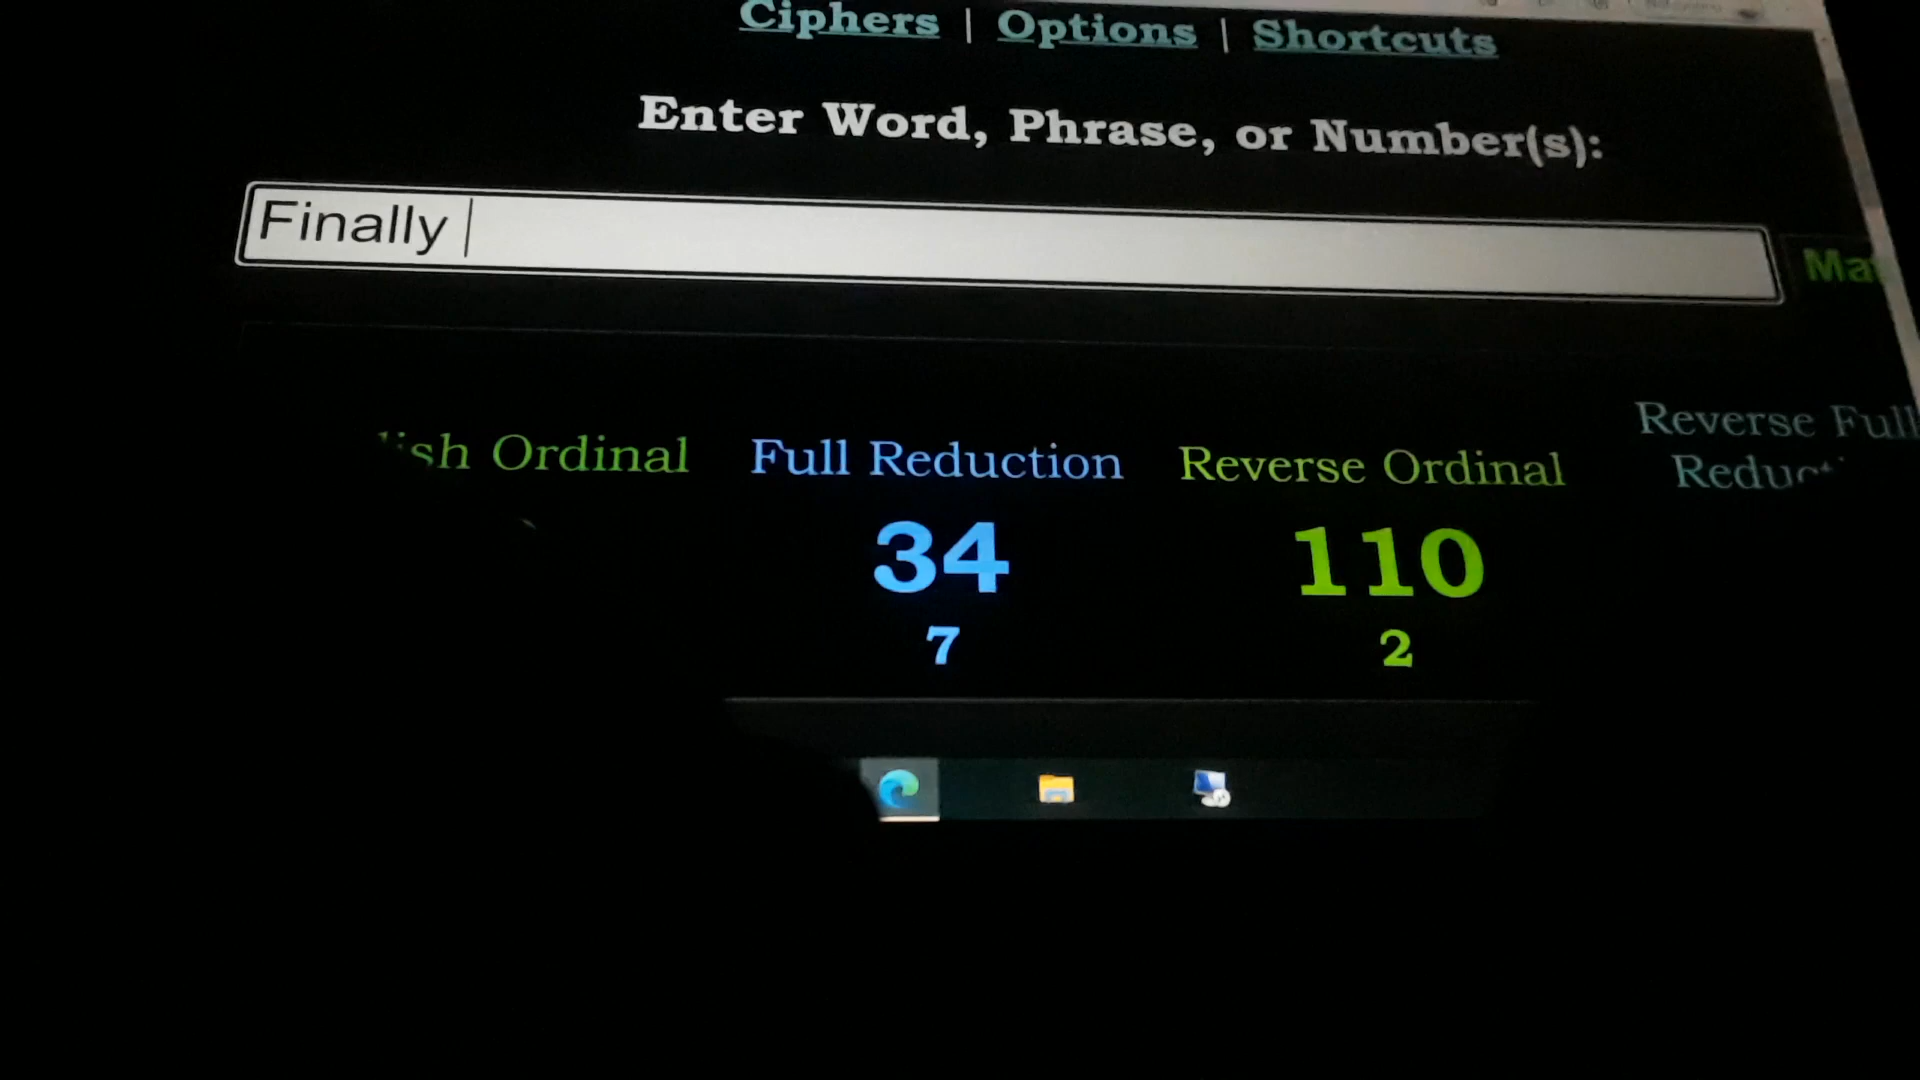 Ciphers | Options | Shortcuts
Enter Word, Phrase, or Number(s):
Finally
Ordinal Full Reduction Reverse Ordinal Reverse Full
34 110
7 2